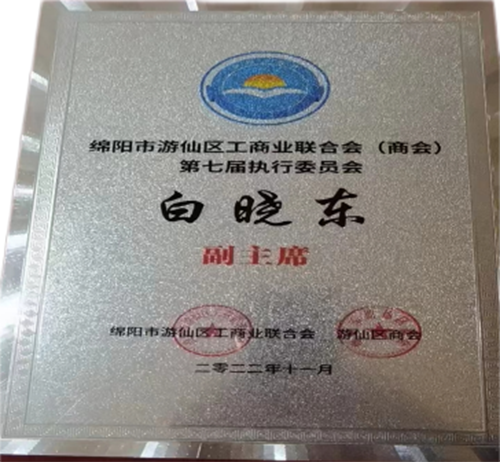 绵阳市游仙区工商业联合会（商会）
第七届执行委员会
白晓东
副主席
绵阳市游仙区工商业联合会 游仙区商会
二零二二年十一月